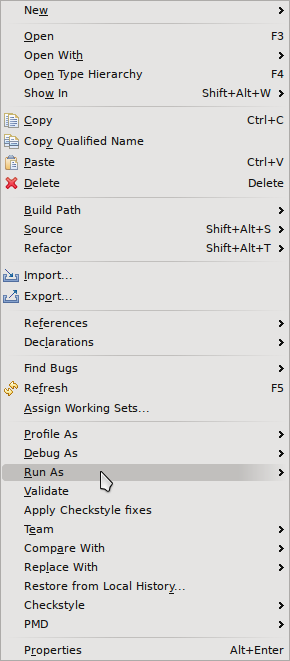 New
Open F3
Open With
Open Type Hierarchy F4
Show In Shift+Alt+W
Copy Ctrl+C
Copy Qualified Name
Paste Ctrl+V
Delete Delete
Build Path
Source Shift+Alt+S
Refactor Shift+Alt+T
Import...
Export...
References
Declarations
Find Bugs
Refresh F5
Assign Working Sets...
Profile As
Debug As
Run As
Validate
Apply Checkstyle fixes
Team
Compare With
Replace With
Restore from Local History...
Checkstyle
PMD
Properties Alt+Enter